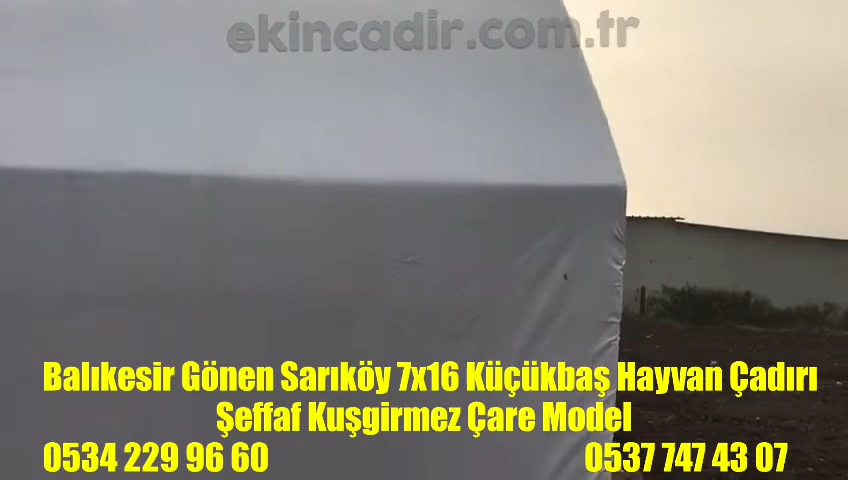 ekincadir.com.tr
Balıkesir Gönen Sarıköy 7x16 Küçükbaş Hayvan Çadırı
Şeffaf Kuşgirmez Çare Model
0534 229 96 60 0537 747 43 07